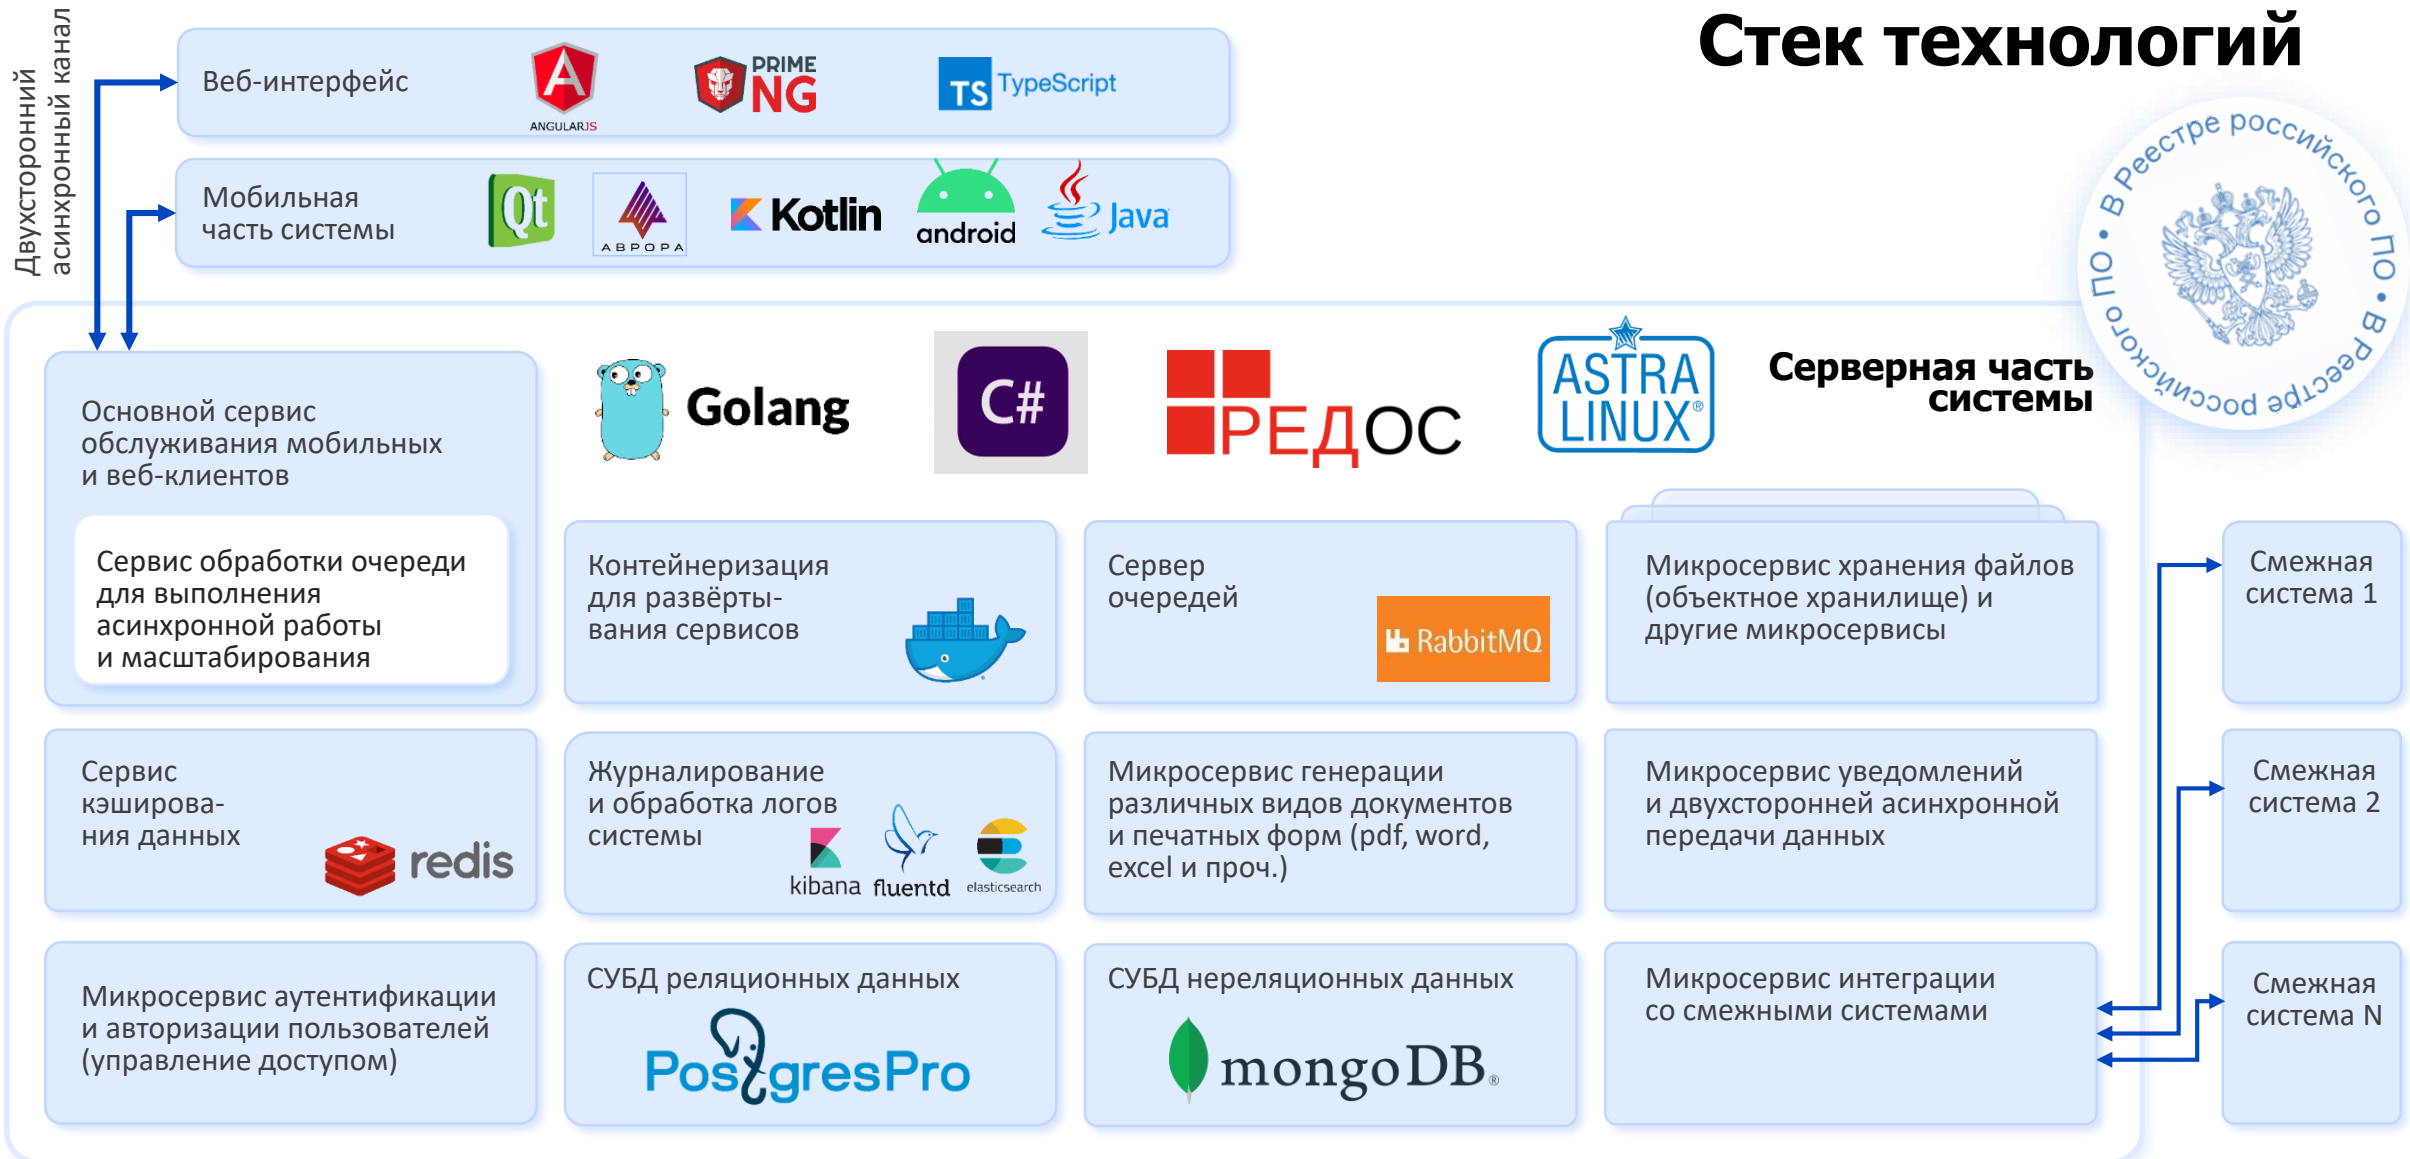 Стек технологий
Двухсторонний
асинхронный канал
Веб-интерфейс
ANGULARJS
PRIME
NG
TS TypeScript
Мобильная
часть системы
Qt
АВРОРА
Kotlin
android
Java
В Реестре российского ПО • В Реестре российского ПО •
Серверная часть
системы
Golang
C#
РЕДОС
ASTRA
LINUX®
Основной сервис
обслуживания мобильных
и веб-клиентов
Сервис обработки очереди
для выполнения
асинхронной работы
и масштабирования
Контейнеризация
для развёрты-
вания сервисов
Сервер
очередей
RabbitMQ
Микросервис хранения файлов
(объектное хранилище) и
другие микросервисы
Смежная
система 1
Сервис
кэширова-
ния данных
redis
Журналирование
и обработка логов
системы
kibana
fluentd
elasticsearch
Микросервис генерации
различных видов документов
и печатных форм (pdf, word,
excel и проч.)
Микросервис уведомлений
и двухсторонней асинхронной
передачи данных
Смежная
система 2
Микросервис аутентификации
и авторизации пользователей
(управление доступом)
СУБД реляционных данных
PostgresPro
СУБД нереляционных данных
mongoDB®
Микросервис интеграции
со смежными системами
Смежная
система N